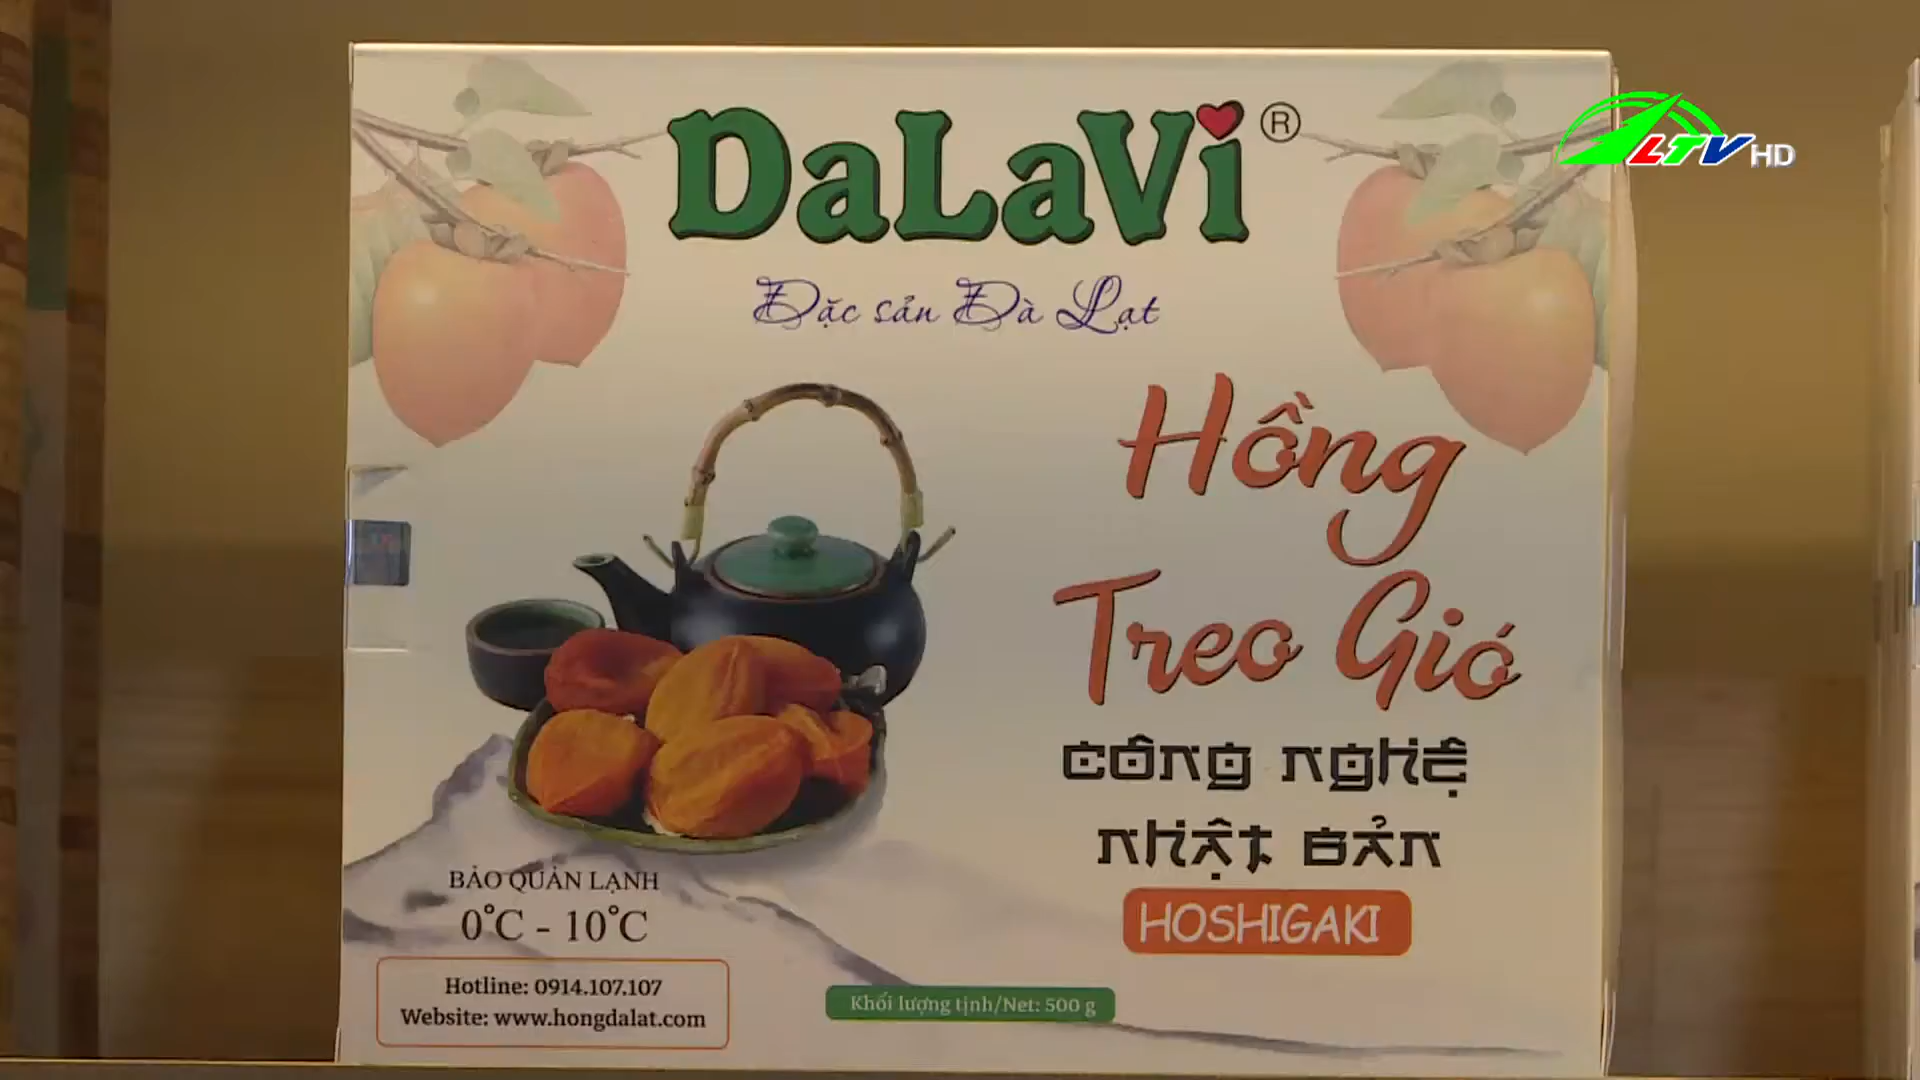 DaLaVi ®
LTV HD
Đặc sản Đà Lạt
Hồng
Treo Gió
công nghệ
nhật bản
HOSHIGAKI
BẢO QUẢN LẠNH
0°C - 10°C
Hotline: 0914.107.107
Website: www.hongdalat.com
Khối lượng tịnh/Net: 500 g